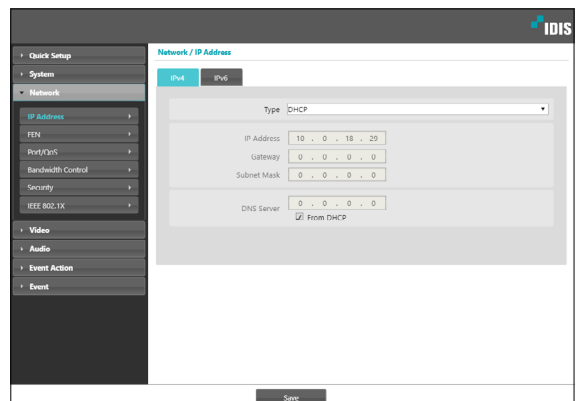 IDIS
Quick Setup
System
Network
IP Address
FEN
Port/QoS
Bandwidth Control
Security
IEEE 802.1X
Video
Audio
Event Action
Event
Network / IP Address
IPv4 IPv6
Type DHCP
IP Address 10 . 0 . 18 . 29
Gateway 0 . 0 . 0 . 0
Subnet Mask 0 . 0 . 0 . 0
DNS Server 0 . 0 . 0 . 0
From DHCP
Save